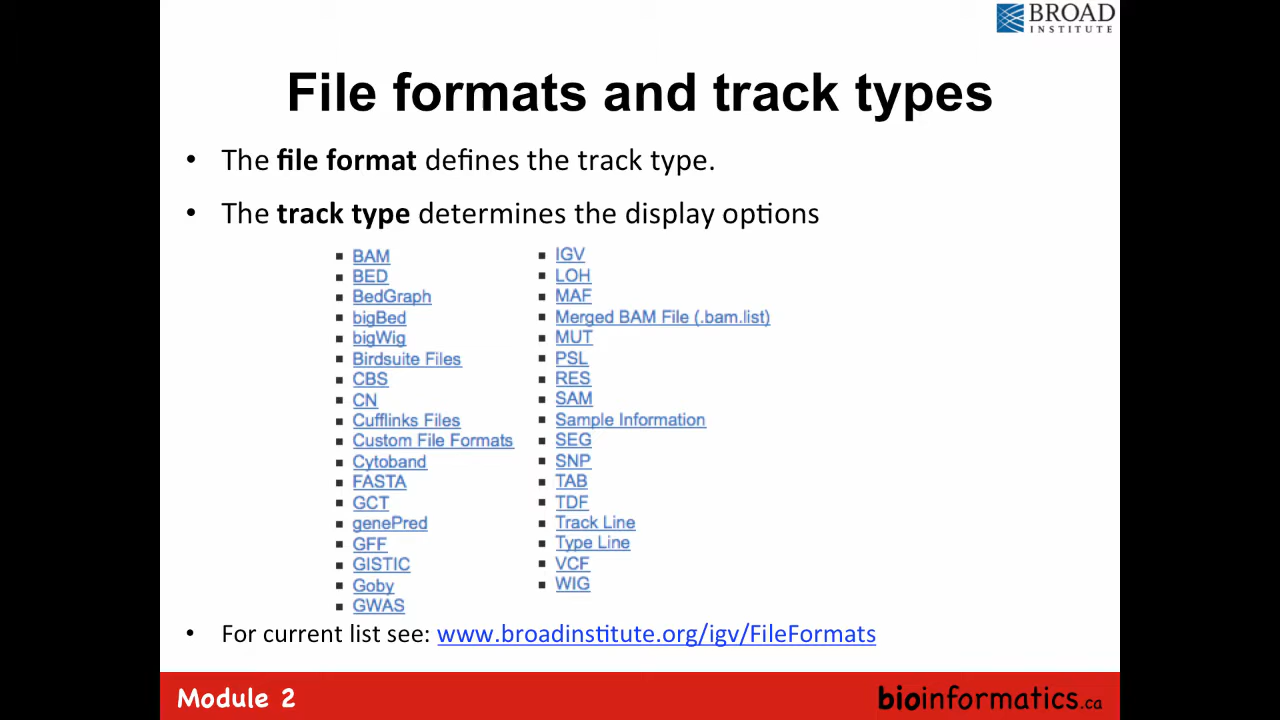 BROAD
INSTITUTE
File formats and track types
• The file format defines the track type.
• The track type determines the display options
▪ BAM
▪ BED
▪ BedGraph
▪ bigBed
▪ bigWig
▪ Birdsuite Files
▪ CBS
▪ CN
▪ Cufflinks Files
▪ Custom File Formats
▪ Cytoband
▪ FASTA
▪ GCT
▪ genePred
▪ GFF
▪ GISTIC
▪ Goby
▪ GWAS
▪ IGV
▪ LOH
▪ MAF
▪ Merged BAM File (.bam.list)
▪ MUT
▪ PSL
▪ RES
▪ SAM
▪ Sample Information
▪ SEG
▪ SNP
▪ TAB
▪ TDF
▪ Track Line
▪ Type Line
▪ VCF
▪ WIG
• For current list see: www.broadinstitute.org/igv/FileFormats
Module 2
bioinformatics.ca